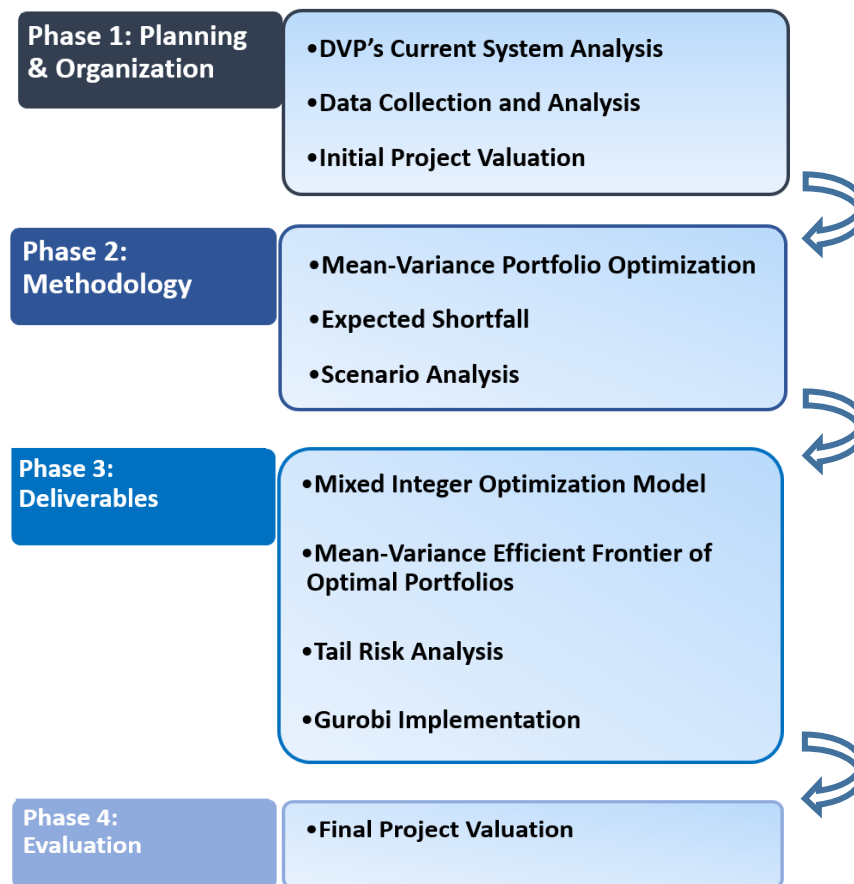 Phase 1: Planning
& Organization
•DVP's Current System Analysis
•Data Collection and Analysis
•Initial Project Valuation
Phase 2:
Methodology
•Mean-Variance Portfolio Optimization
•Expected Shortfall
•Scenario Analysis
Phase 3:
Deliverables
•Mixed Integer Optimization Model
•Mean-Variance Efficient Frontier of
Optimal Portfolios
•Tail Risk Analysis
•Gurobi Implementation
Phase 4:
Evaluation
•Final Project Valuation